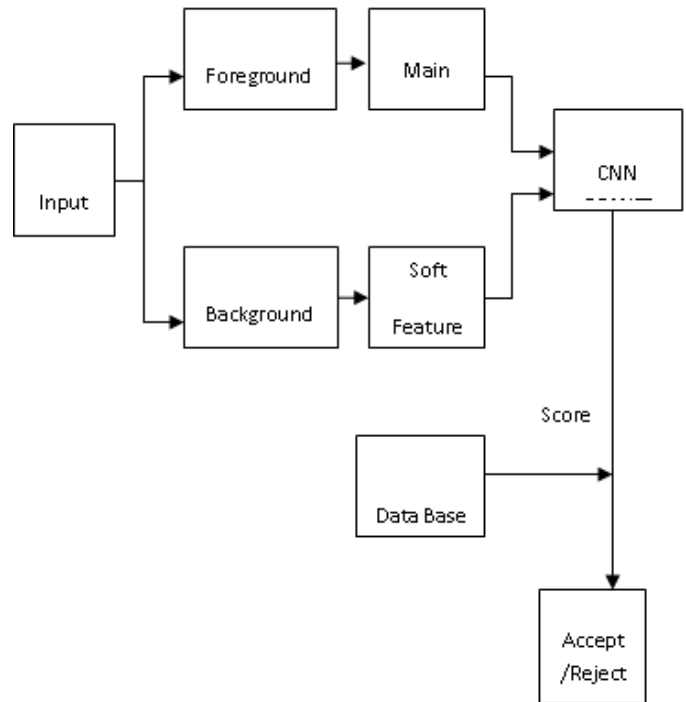 Foreground
Main
Input
CNN
Background
Soft
Feature
Score
Data Base
Accept
/Reject